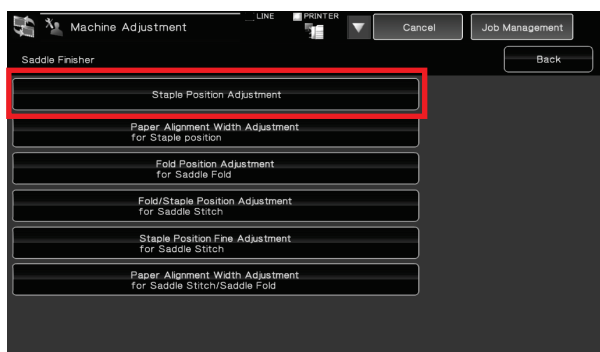 LINE PRINTER
Machine Adjustment Cancel Job Management
Saddle Finisher Back
Staple Position Adjustment
Paper Alignment Width Adjustment
for Staple position
Fold Position Adjustment
for Saddle Fold
Fold/Staple Position Adjustment
for Saddle Stitch
Staple Position Fine Adjustment
for Saddle Stitch
Paper Alignment Width Adjustment
for Saddle Stitch/Saddle Fold